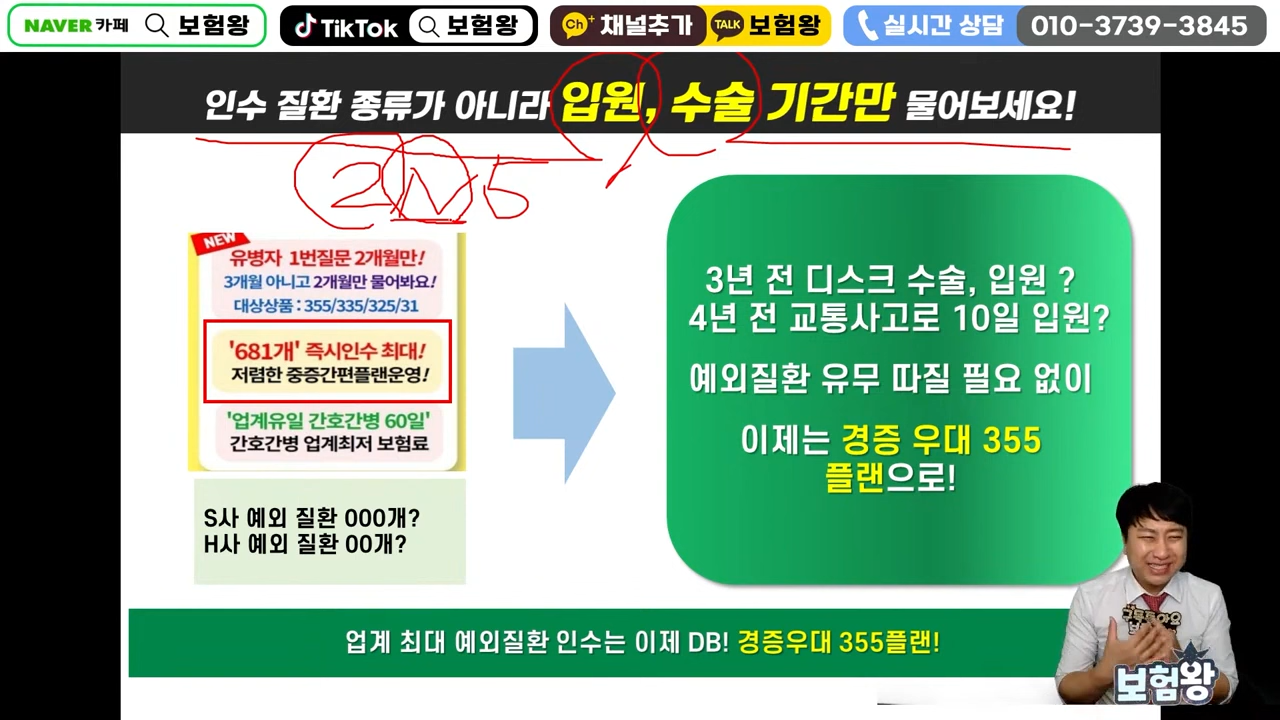 NAVER 카페 보험왕
TikTok 보험왕
Ch+ 채널추가 TALK 보험왕
실시간 상담 010-3739-3845
인수 질환 종류가 아니라 입원, 수술 기간만 물어보세요!
2 N 5
NEW
유병자 1번질문 2개월만!
3개월 아니고 2개월만 물어봐요!
대상상품 : 355/335/325/31
'681개' 즉시인수 최대!
저렴한 중증간편플랜운영!
'업계유일 간호간병 60일'
간호간병 업계최저 보험료
S사 예외 질환 000개?
H사 예외 질환 00개?
3년 전 디스크 수술, 입원 ?
4년 전 교통사고로 10일 입원?
예외질환 유무 따질 필요 없이
이제는 경증 우대 355
플랜으로!
업계 최대 예외질환 인수는 이제 DB! 경증우대 355플랜!
보험왕